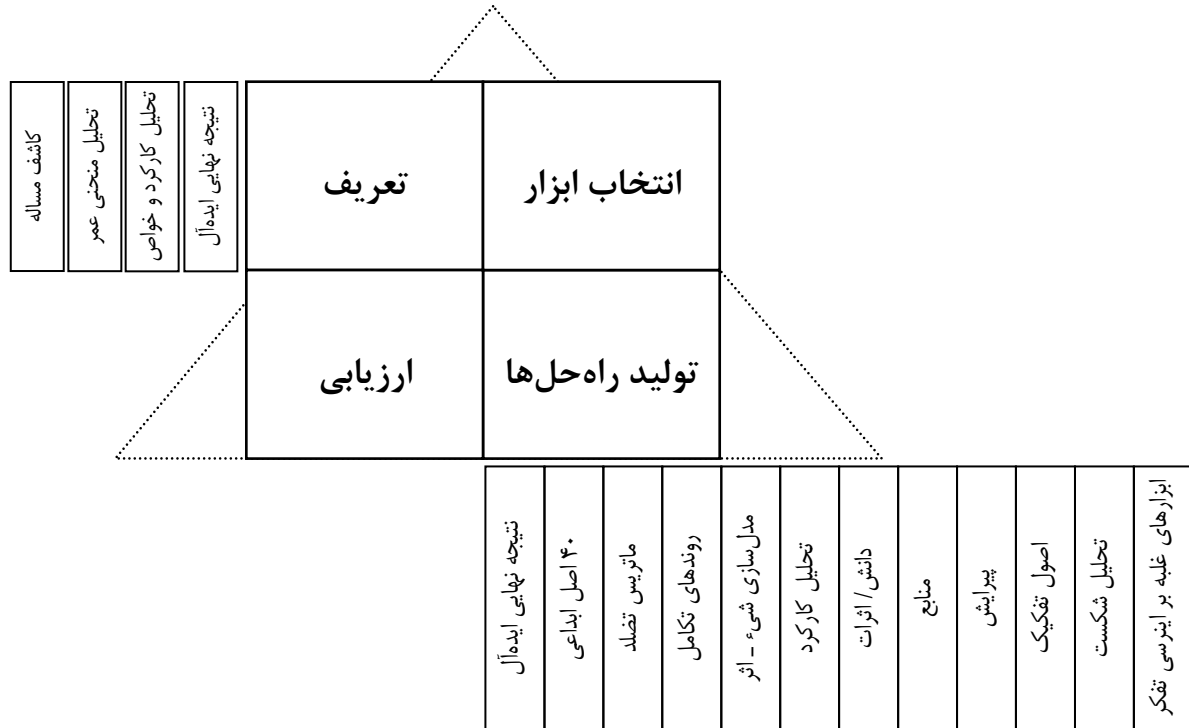 کاشف مساله
تحلیل منحنی عمر
تحلیل کارکرد و خواص
نتیجه نهایی ایده‌آل
تعریف
انتخاب ابزار
ارزیابی
تولید راه‌حل‌ها
نتیجه نهایی ایده‌آل
۴۰ اصل ابداعی
ماتریس تضلد
روندهای تکامل
مدل‌سازی شیء - اثر
تحلیل کارکرد
دانش/ اثرات
منابع
پیرایش
اصول تفکیک
تحلیل شکست
ابزارهای غلبه بر اینرسی تفکر